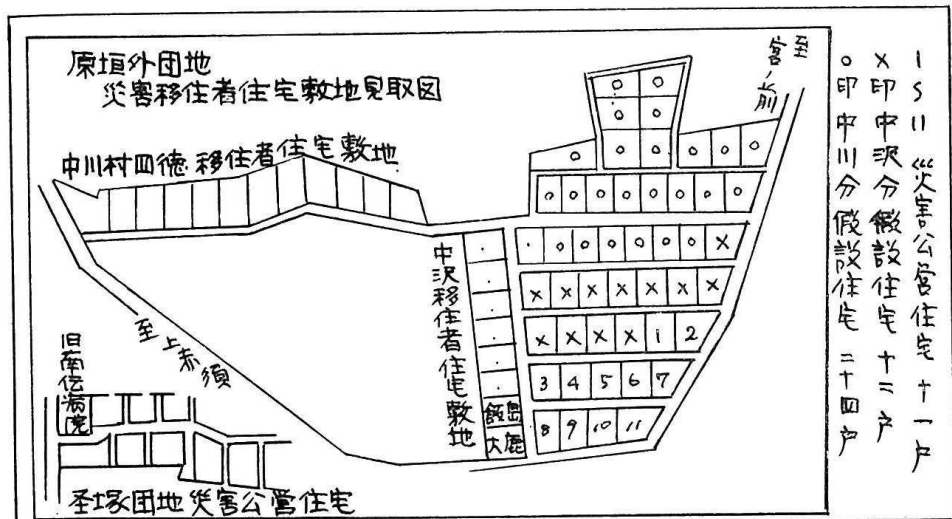 原垣外団地
災害移住者住宅敷地見取図
中川村四徳移住者住宅敷地
至宮ノ前
1〜11 災害公営住宅 十一戸
×印中沢分仮設住宅 十二戸
○印中川分仮設住宅 二十四戸
中沢移住者住宅敷地
飯島
大鹿
○ ○
○ ○
○ ○ ○ ○ ○ ○
○ ○ ○ ○ ○ ○ ○ ○
○ ○ ○ ○ ○ ○ ×
× × × × × × ×
× × × × 1 2
3 4 5 6 7
8 9 10 11
至上赤須
旧南伝病院
圣塚団地災害公営住宅